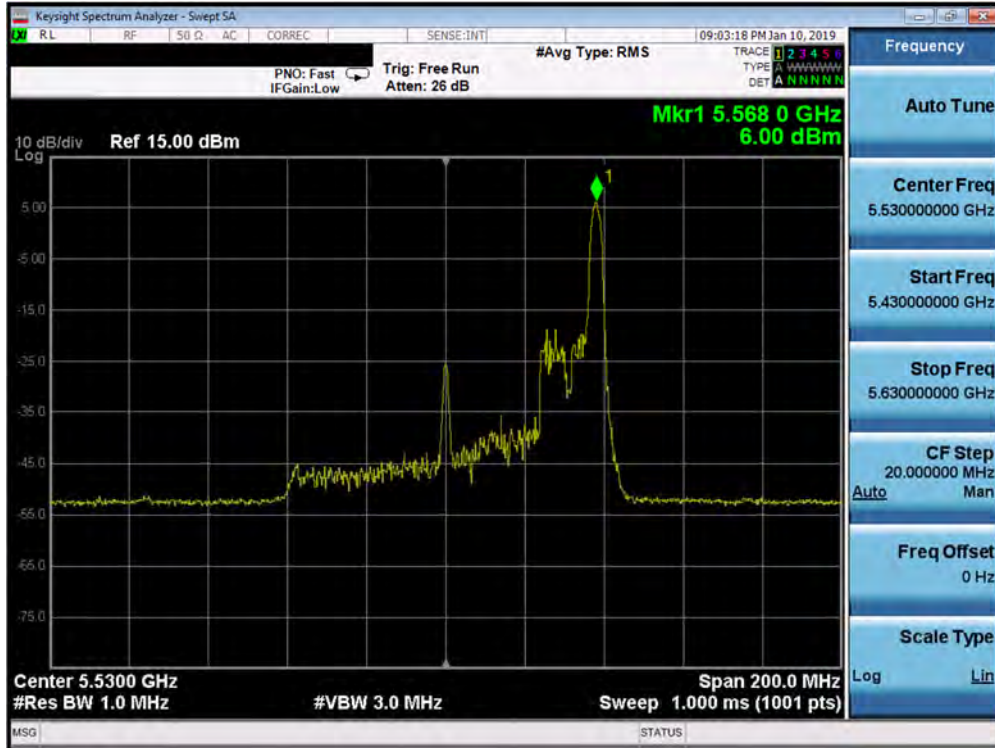 Keysight Spectrum Analyzer - Swept SA
LXI RL RF 50 Ω AC CORREC SENSE:INT 09:03:18 PM Jan 10, 2019
#Avg Type: RMS
TRACE 1 2 3 4 5 6
TYPE A WWWWW
DET A N N N N N
PNO: Fast Trig: Free Run
IFGain:Low Atten: 26 dB
Mkr1 5.568 0 GHz
6.00 dBm
10 dB/div Ref 15.00 dBm
Log
1
5.00
-5.00
-15.0
-25.0
-35.0
-45.0
-55.0
-65.0
-75.0
Center 5.5300 GHz Span 200.0 MHz
#Res BW 1.0 MHz #VBW 3.0 MHz Sweep 1.000 ms (1001 pts)
MSG STATUS
Frequency
Auto Tune
Center Freq
5.530000000 GHz
Start Freq
5.430000000 GHz
Stop Freq
5.630000000 GHz
CF Step
20.000000 MHz
Auto Man
Freq Offset
0 Hz
Scale Type
Log Lin